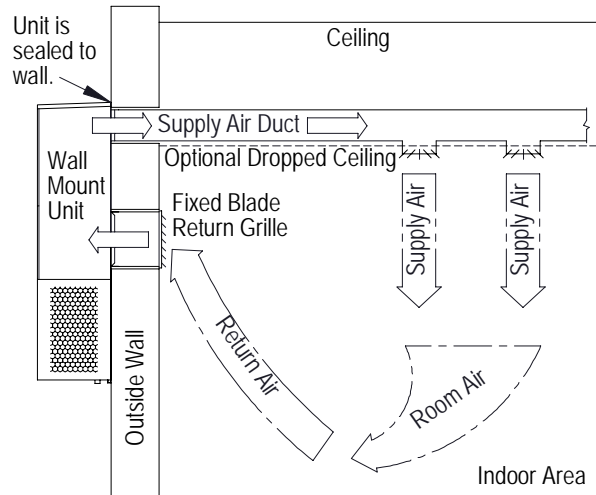 Unit is
sealed to
wall.
Ceiling
Supply Air Duct
Optional Dropped Ceiling
Wall
Mount
Unit
Fixed Blade
Return Grille
Supply Air
Supply Air
Return Air
Room Air
Outside Wall
Indoor Area